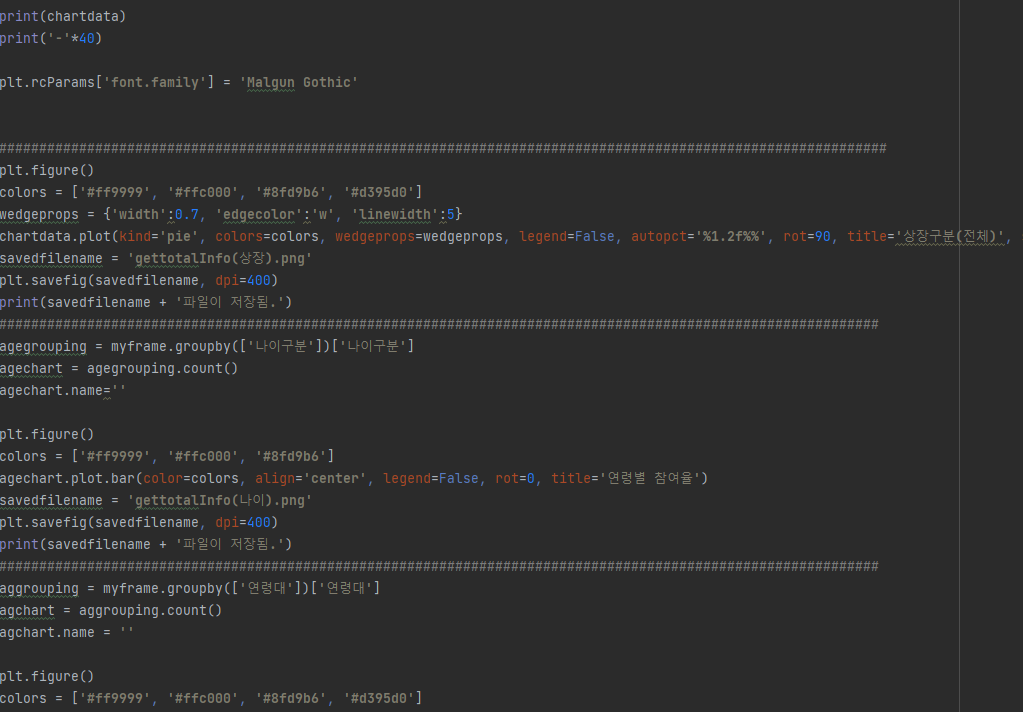 print(chartdata)
print('-'*40)
plt.rcParams['font.family'] = 'Malgun Gothic'
###############################################################################################################
plt.figure()
colors = ['#ff9999', '#ffc000', '#8fd9b6', '#d395d0']
wedgeprops = {'width':0.7, 'edgecolor':'w', 'linewidth':5}
chartdata.plot(kind='pie', colors=colors, wedgeprops=wedgeprops, legend=False, autopct='%1.2f%%', rot=90, title='상장구분(전체)',
savedfilename = 'gettotalInfo(상장).png'
plt.savefig(savedfilename, dpi=400)
print(savedfilename + '파일이 저장됨.')
##############################################################################################################
agegrouping = myframe.groupby(['나이구분'])['나이구분']
agechart = agegrouping.count()
agechart.name=''
plt.figure()
colors = ['#ff9999', '#ffc000', '#8fd9b6']
agechart.plot.bar(color=colors, align='center', legend=False, rot=0, title='연령별 참여율')
savedfilename = 'gettotalInfo(나이).png'
plt.savefig(savedfilename, dpi=400)
print(savedfilename + '파일이 저장됨.')
##############################################################################################################
aggrouping = myframe.groupby(['연령대'])['연령대']
agchart = aggrouping.count()
agchart.name = ''
plt.figure()
colors = ['#ff9999', '#ffc000', '#8fd9b6', '#d395d0']